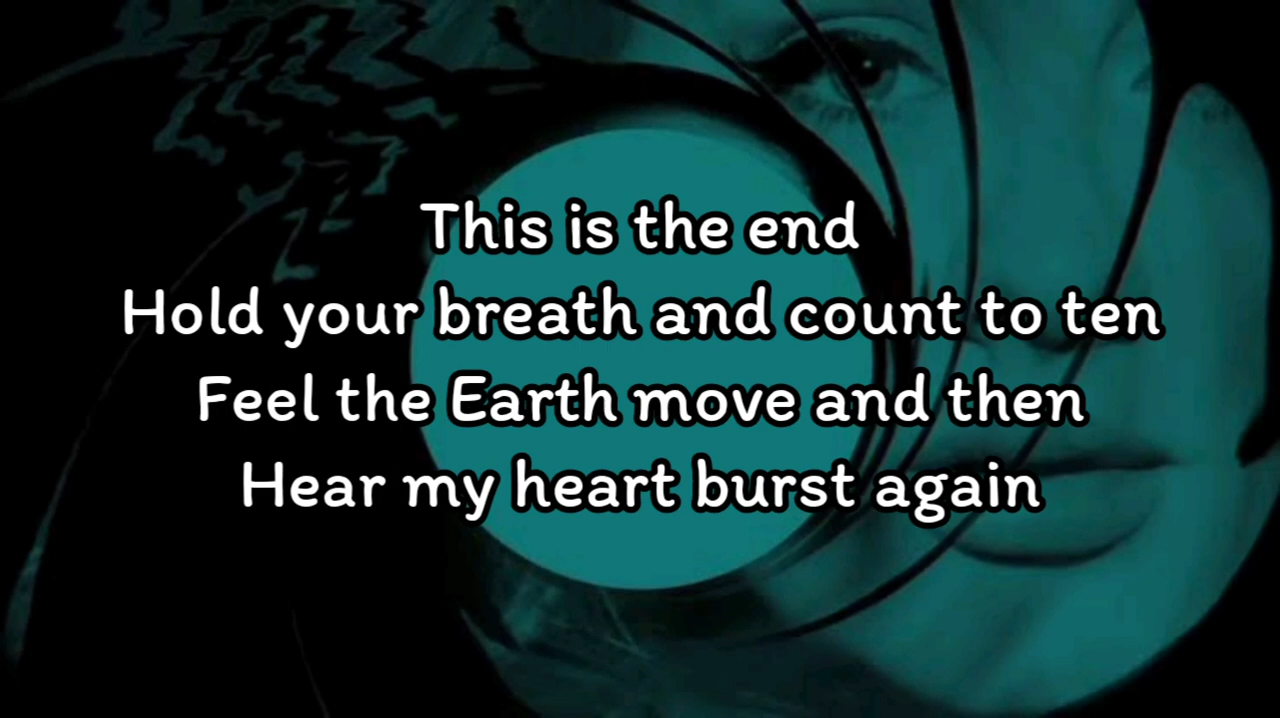 This is the end
Hold your breath and count to ten
Feel the Earth move and then
Hear my heart burst again